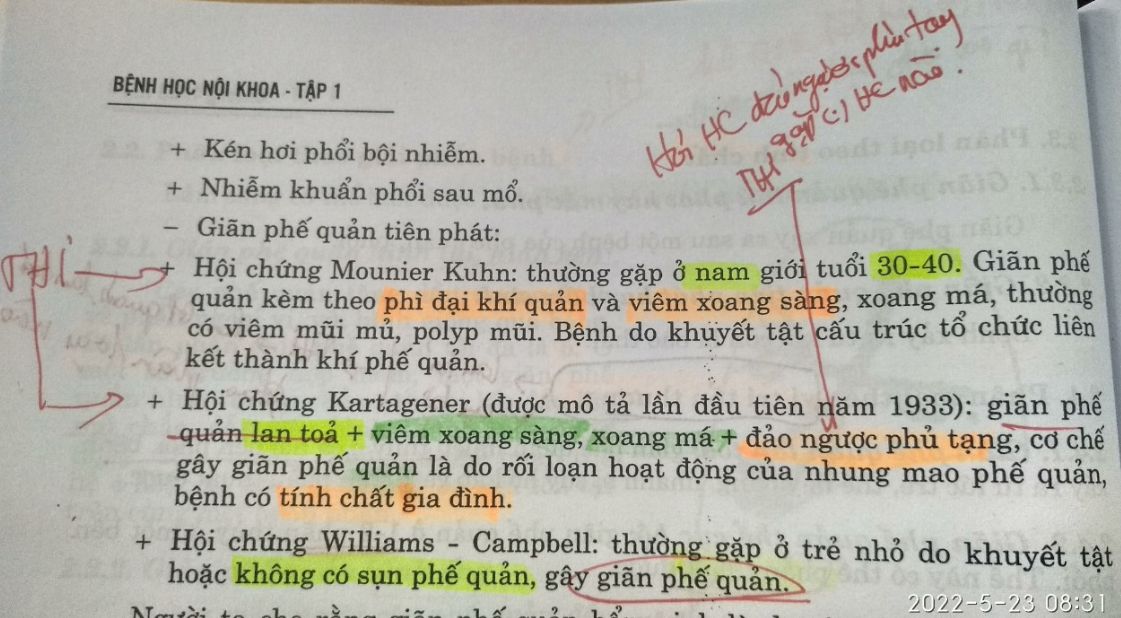 BỆNH HỌC NỘI KHOA - TẬP 1
Hỏi HC đảo ngược phủ tạng
THI gặp (:) HC nào.
+ Kén hơi phổi bội nhiễm.
+ Nhiễm khuẩn phổi sau mổ.
– Giãn phế quản tiên phát:
THI
+ Hội chứng Mounier Kuhn: thường gặp ở nam giới tuổi 30-40. Giãn phế
quản kèm theo phì đại khí quản và viêm xoang sàng, xoang má, thường
có viêm mũi mủ, polyp mũi. Bệnh do khuyết tật cấu trúc tổ chức liên
kết thành khí phế quản.
+ Hội chứng Kartagener (được mô tả lần đầu tiên năm 1933): giãn phế
quản lan toả + viêm xoang sàng, xoang má + đảo ngược phủ tạng, cơ chế
gây giãn phế quản là do rối loạn hoạt động của nhung mao phế quản,
bệnh có tính chất gia đình.
+ Hội chứng Williams - Campbell: thường gặp ở trẻ nhỏ do khuyết tật
hoặc không có sụn phế quản, gây giãn phế quản.
2022-5-23 08:31